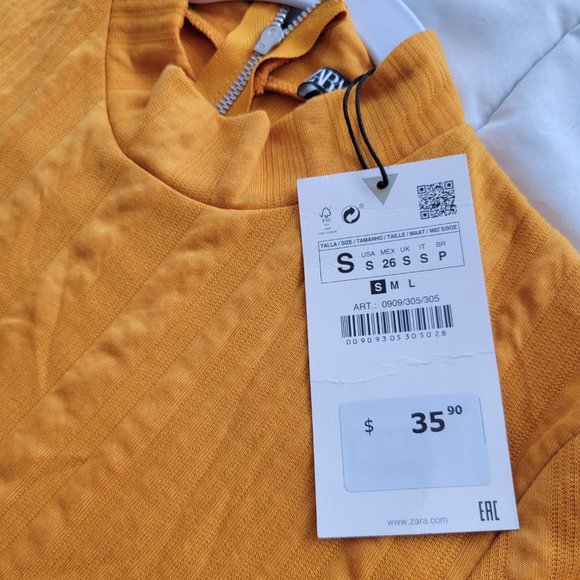 ZARA
FSC
TALLA / SIZE / TAMANHO / TAILLE / MAAT / ΜΕΓΕΘΟΣ
S USA S MEX 26 UK S IT S BR P
S M L
ART.: 0909/305/305
00909305305028
$ 35 90
www.zara.com
EAC